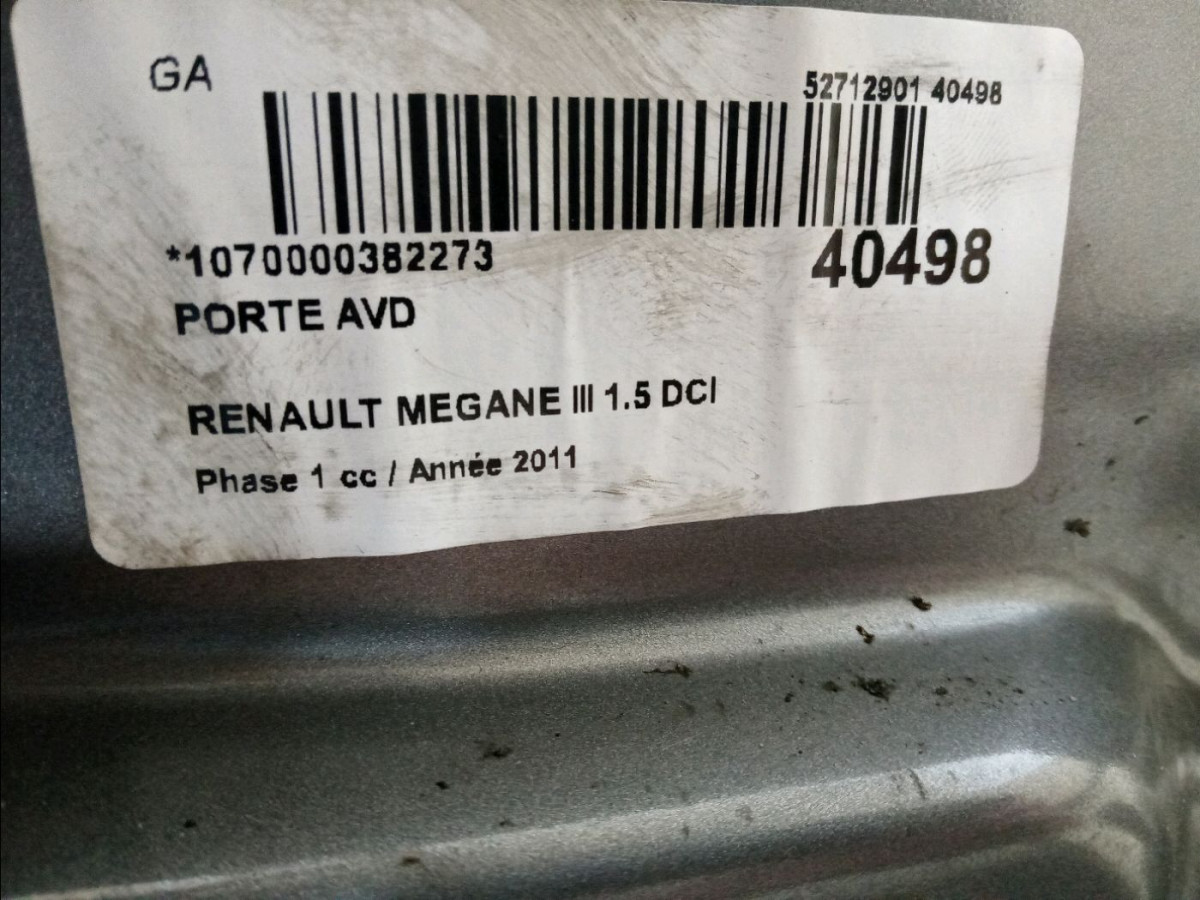 GA
52712901 40498
*1070000382273
40498
PORTE AVD
RENAULT MEGANE III 1.5 DCI
Phase 1 cc / Année 2011